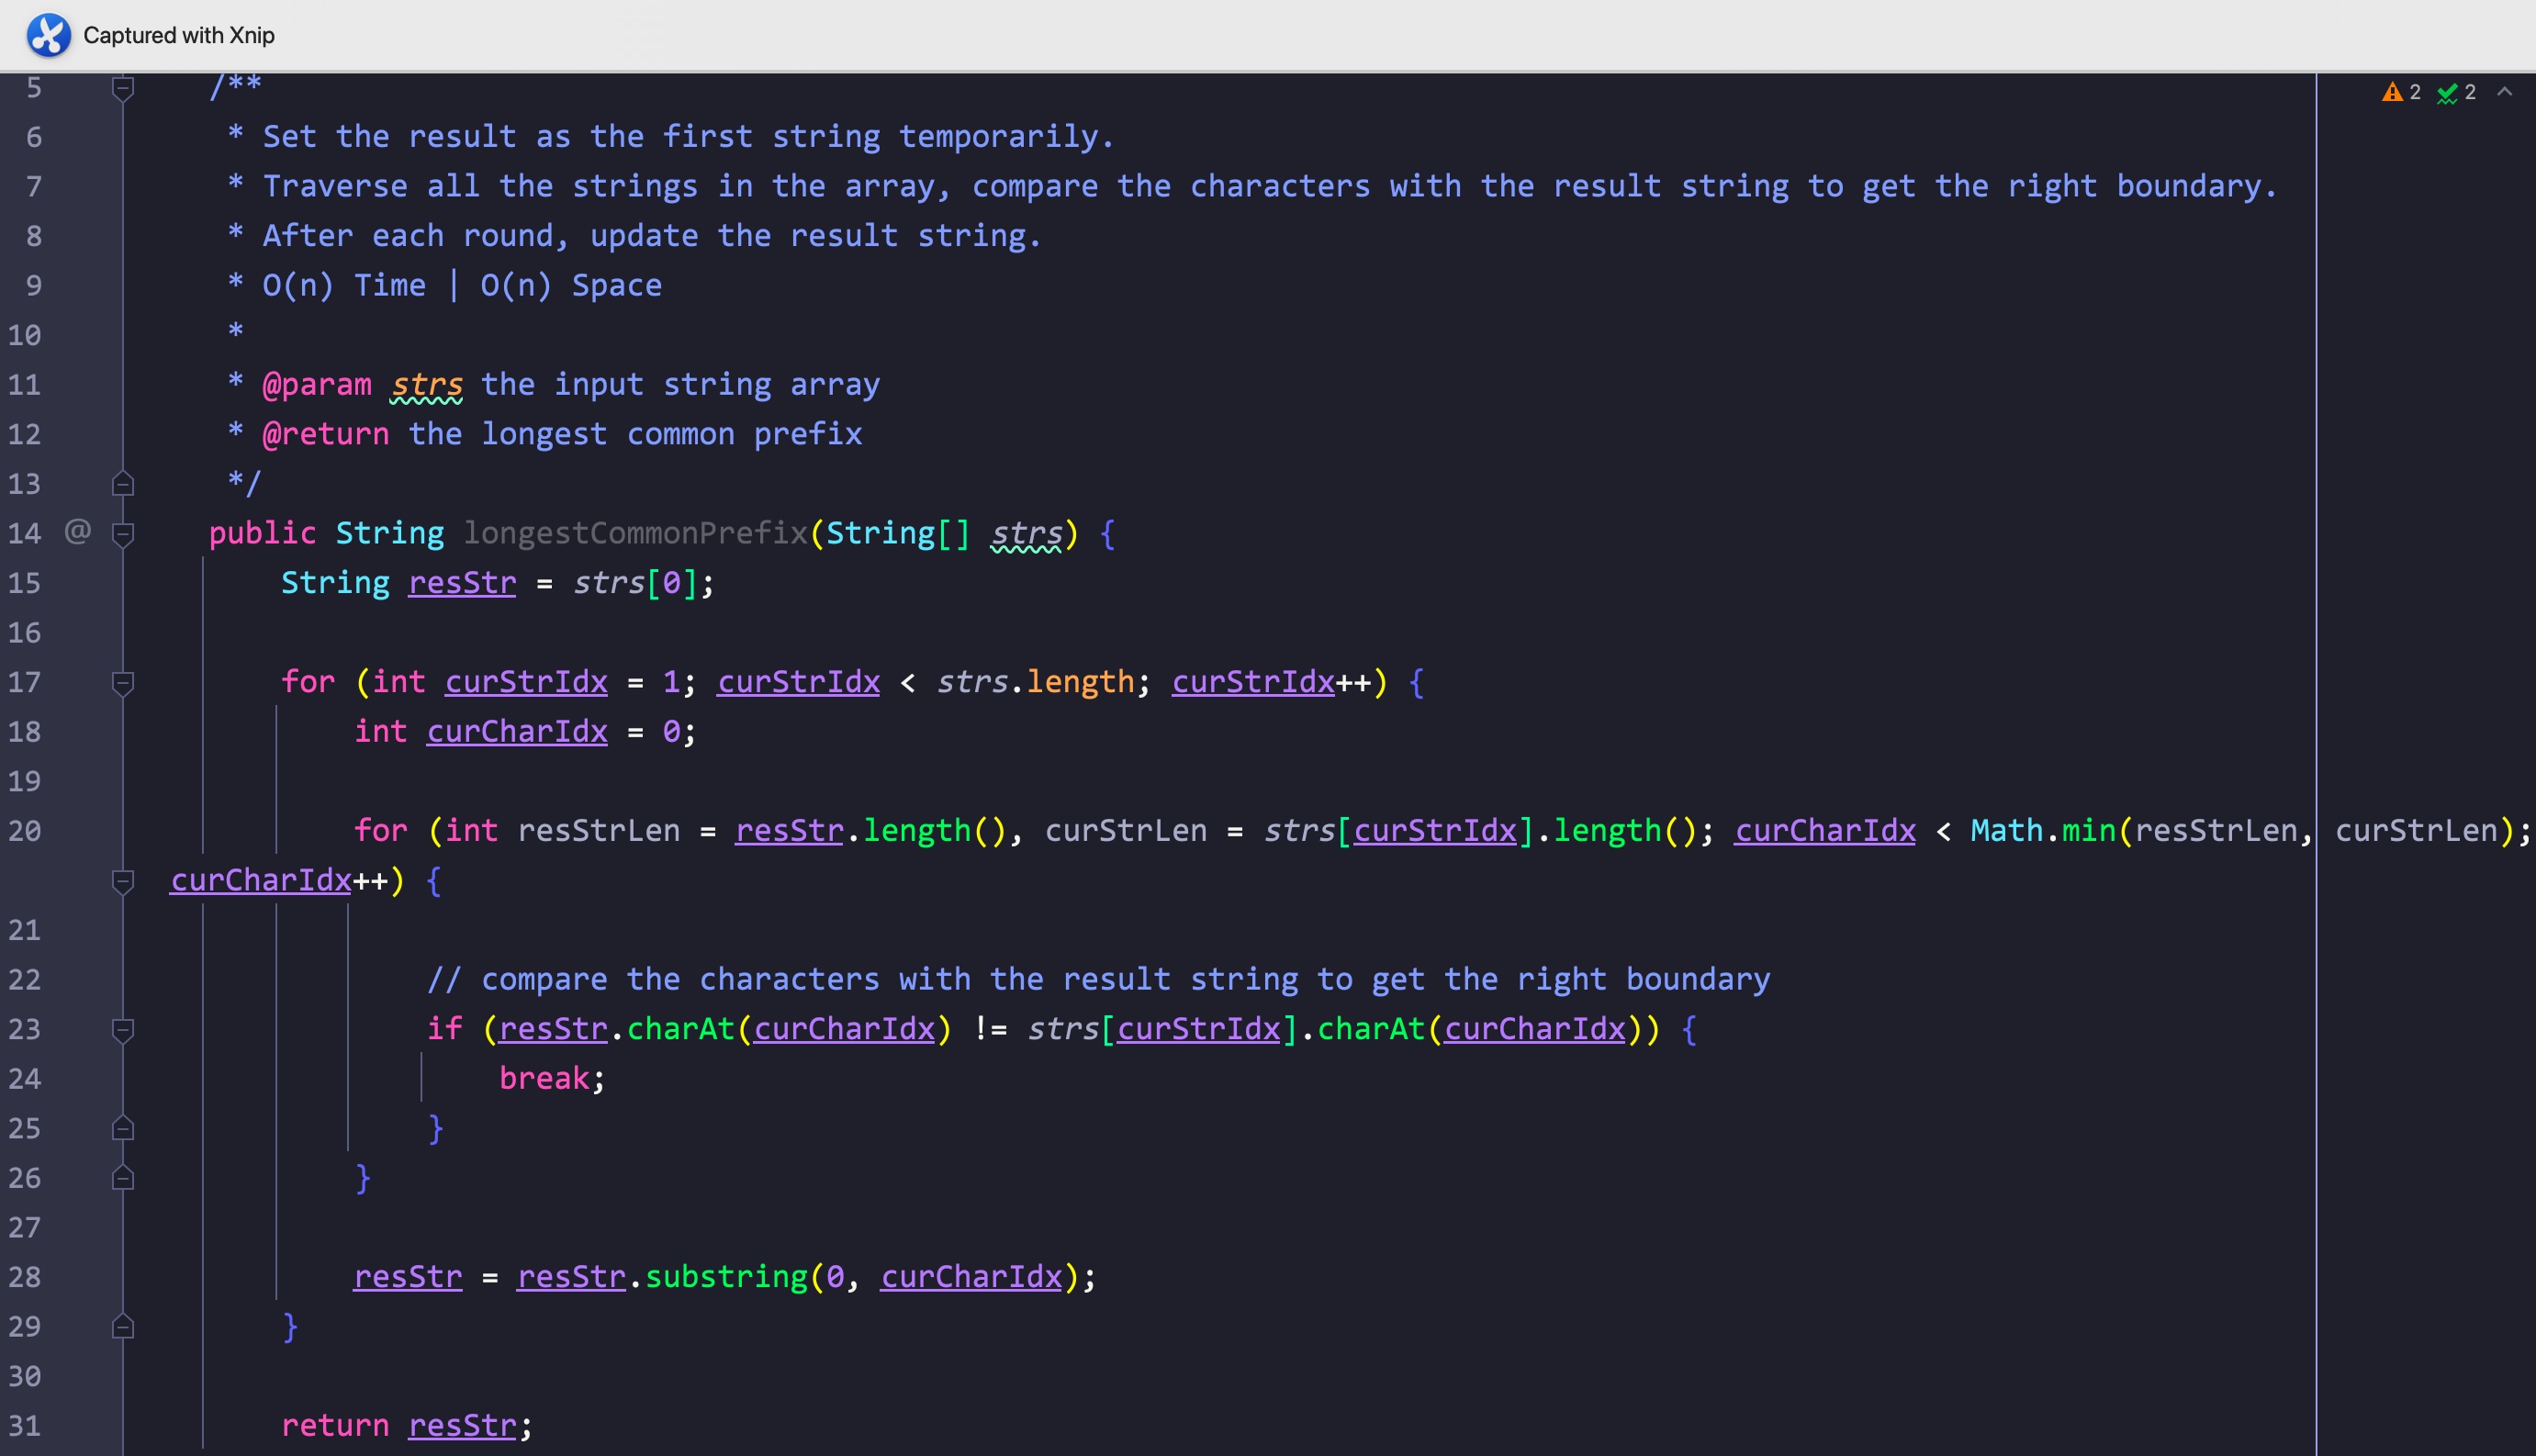 Captured with Xnip
2 2
5 /**
6 * Set the result as the first string temporarily.
7 * Traverse all the strings in the array, compare the characters with the result string to get the right boundary.
8 * After each round, update the result string.
9 * O(n) Time | O(n) Space
10 *
11 * @param strs the input string array
12 * @return the longest common prefix
13 */
14 @ public String longestCommonPrefix(String[] strs) {
15 String resStr = strs[0];
16
17 for (int curStrIdx = 1; curStrIdx < strs.length; curStrIdx++) {
18 int curCharIdx = 0;
19
20 for (int resStrLen = resStr.length(), curStrLen = strs[curStrIdx].length(); curCharIdx < Math.min(resStrLen, curStrLen);
curCharIdx++) {
21
22 // compare the characters with the result string to get the right boundary
23 if (resStr.charAt(curCharIdx) != strs[curStrIdx].charAt(curCharIdx)) {
24 break;
25 }
26 }
27
28 resStr = resStr.substring(0, curCharIdx);
29 }
30
31 return resStr;